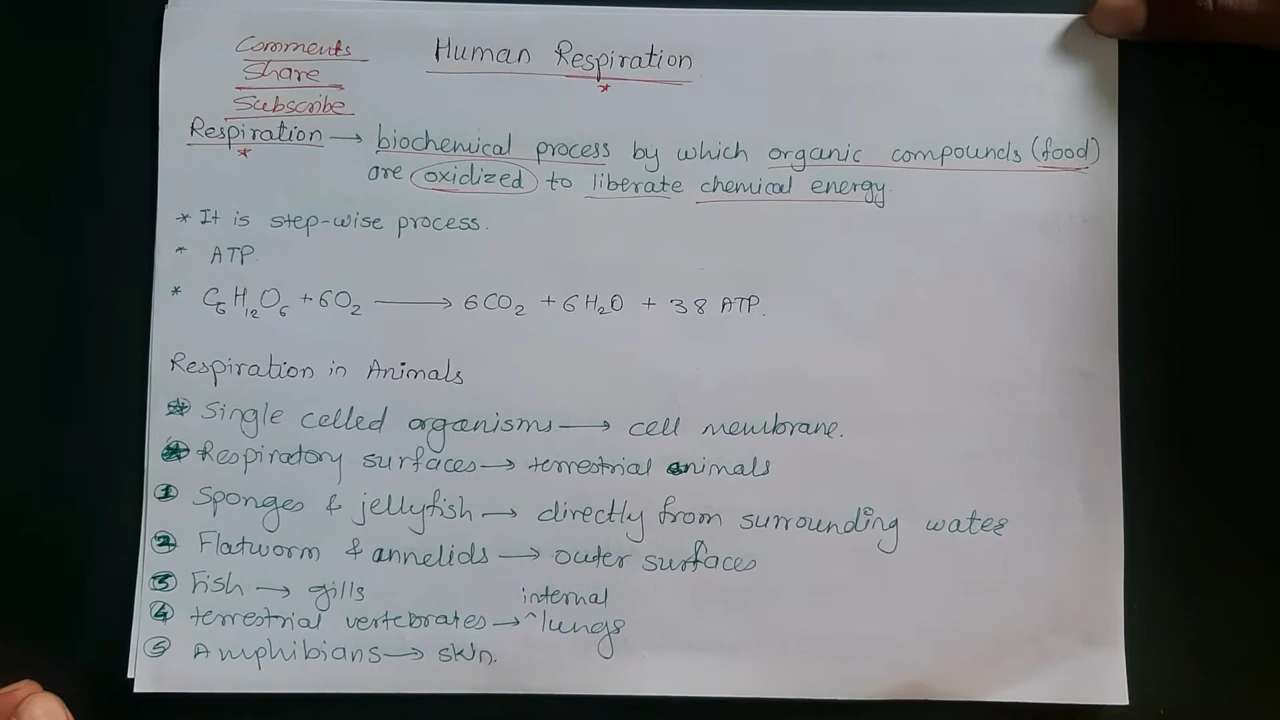 Comments
Share
Subscribe
Human Respiration
*
Respiration → biochemical process by which organic compounds (food)
*
are oxidized to liberate chemical energy.
* It is step-wise process.
* ATP.
* C6H12O6 + 6O2 → 6CO2 + 6H2O + 38 ATP.
Respiration in Animals
* Single celled organisms → cell membrane.
* Respiratory surfaces → terrestrial animals
① Sponges & jellyfish → directly from surrounding water
② Flatworm & annelids → outer surfaces
③ Fish → gills
④ terrestrial vertebrates → ^internal lungs
⑤ Amphibians → skin.